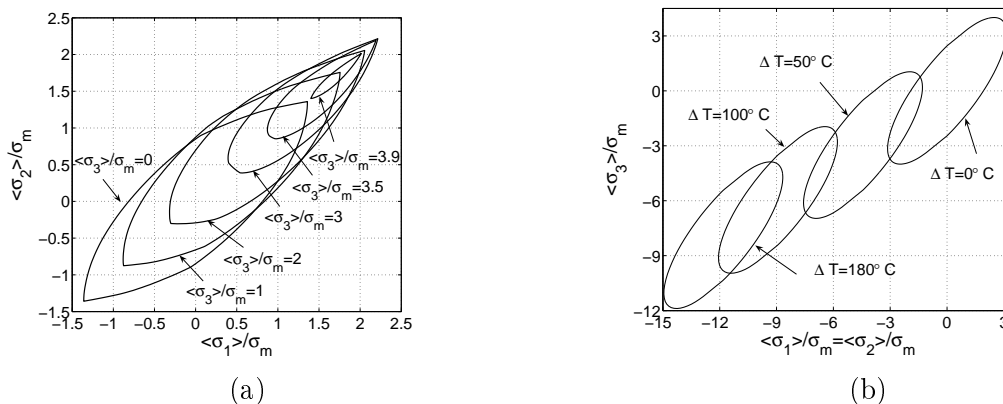 2.5
2
1.5
1
0.5
0
−0.5
−1
−1.5
−1.5 −1 −0.5 0 0.5 1 1.5 2 2.5
<σ2>/σm
<σ1>/σm
<σ3>/σm=0
<σ3>/σm=3.9
<σ3>/σm=3.5
<σ3>/σm=3
<σ3>/σm=2
<σ3>/σm=1
(a)
3
0
−3
−6
−9
−12
−15 −12 −9 −6 −3 0 3
<σ3>/σm
<σ1>/σm=<σ2>/σm
Δ T=50° C
Δ T=100° C
Δ T=0° C
Δ T=180° C
(b)